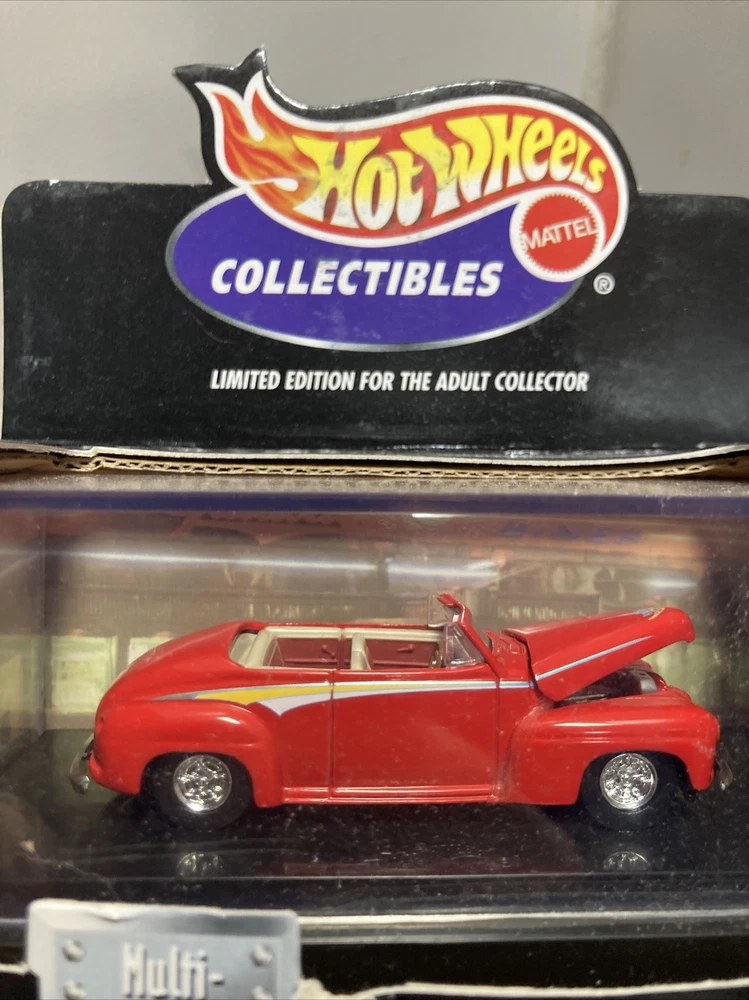 HOT WHEELS
MATTEL
COLLECTIBLES
®
LIMITED EDITION FOR THE ADULT COLLECTOR
Multi-